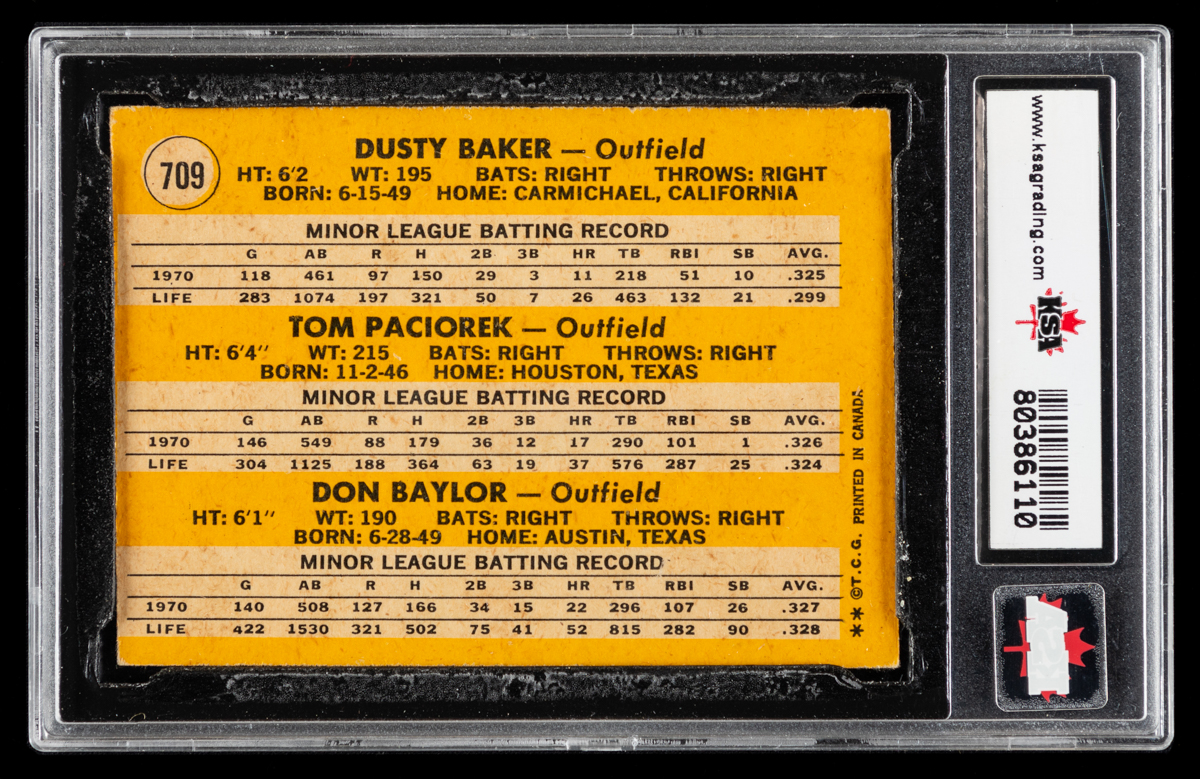 709
DUSTY BAKER — Outfield
HT: 6'2 WT: 195 BATS: RIGHT THROWS: RIGHT
BORN: 6-15-49 HOME: CARMICHAEL, CALIFORNIA
MINOR LEAGUE BATTING RECORD
G AB R H 2B 3B HR TB RBI SB AVG.
1970 118 461 97 150 29 3 11 218 51 10 .325
LIFE 283 1074 197 321 50 7 26 463 132 21 .299
TOM PACIOREK — Outfield
HT: 6'4" WT: 215 BATS: RIGHT THROWS: RIGHT
BORN: 11-2-46 HOME: HOUSTON, TEXAS
MINOR LEAGUE BATTING RECORD
G AB R H 2B 3B HR TB RBI SB AVG.
1970 146 549 88 179 36 12 17 290 101 1 .326
LIFE 304 1125 188 364 63 19 37 576 287 25 .324
DON BAYLOR — Outfield
HT: 6'1" WT: 190 BATS: RIGHT THROWS: RIGHT
BORN: 6-28-49 HOME: AUSTIN, TEXAS
MINOR LEAGUE BATTING RECORD
G AB R H 2B 3B HR TB RBI SB AVG.
1970 140 508 127 166 34 15 22 296 107 26 .327
LIFE 422 1530 321 502 75 41 52 815 282 90 .328
** ©T.C.G. PRINTED IN CANADA
www.ksagrading.com
KSA
80386110